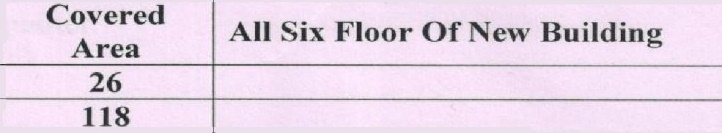 Covered
Area
All Six Floor Of New Building
26
118